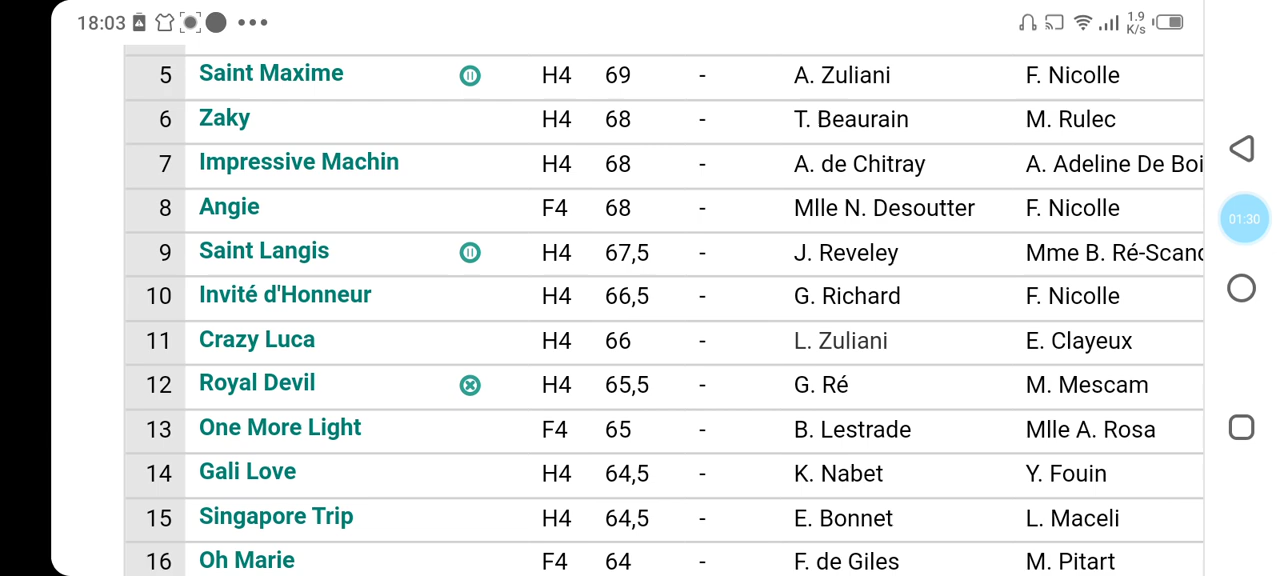 18:03 1.9 K/s
5 Saint Maxime H4 69 - A. Zuliani F. Nicolle
6 Zaky H4 68 - T. Beaurain M. Rulec
7 Impressive Machin H4 68 - A. de Chitray A. Adeline De Boi
8 Angie F4 68 - Mlle N. Desoutter F. Nicolle
9 Saint Langis H4 67,5 - J. Reveley Mme B. Ré-Scand
10 Invité d'Honneur H4 66,5 - G. Richard F. Nicolle
11 Crazy Luca H4 66 - L. Zuliani E. Clayeux
12 Royal Devil H4 65,5 - G. Ré M. Mescam
13 One More Light F4 65 - B. Lestrade Mlle A. Rosa
14 Gali Love H4 64,5 - K. Nabet Y. Fouin
15 Singapore Trip H4 64,5 - E. Bonnet L. Maceli
16 Oh Marie F4 64 - F. de Giles M. Pitart
01:30